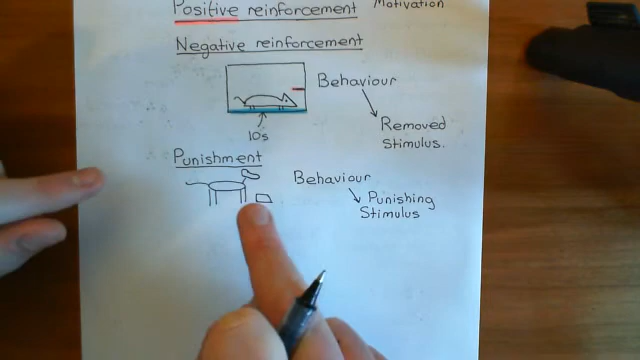 Positive reinforcement Motivation
Negative reinforcement
Behaviour
Removed
Stimulus.
10s
Punishment
Behaviour
Punishing
Stimulus